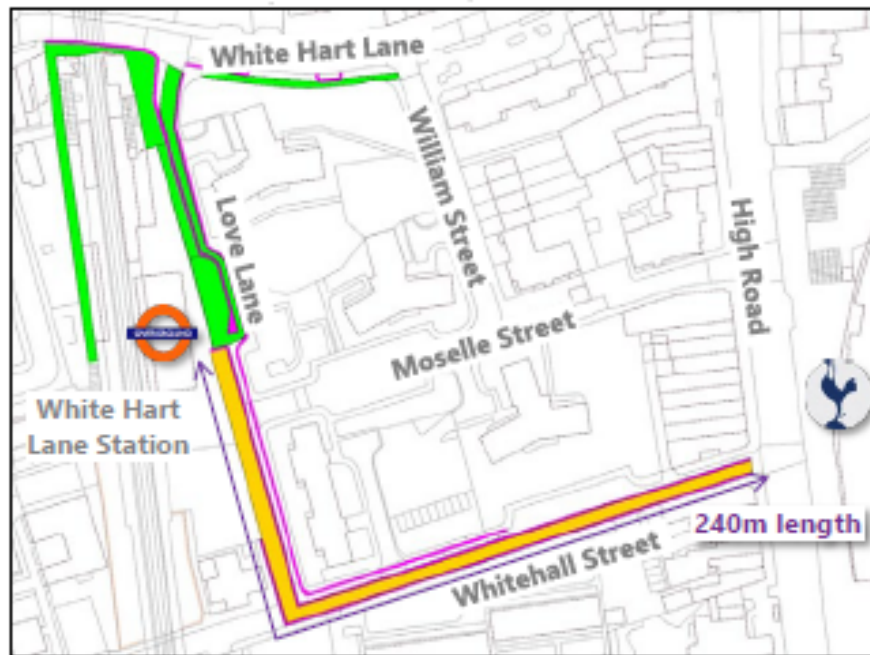 White Hart Lane
William Street
Love Lane
High Road
OVERGROUND
Moselle Street
White Hart
Lane Station
240m length
Whitehall Street